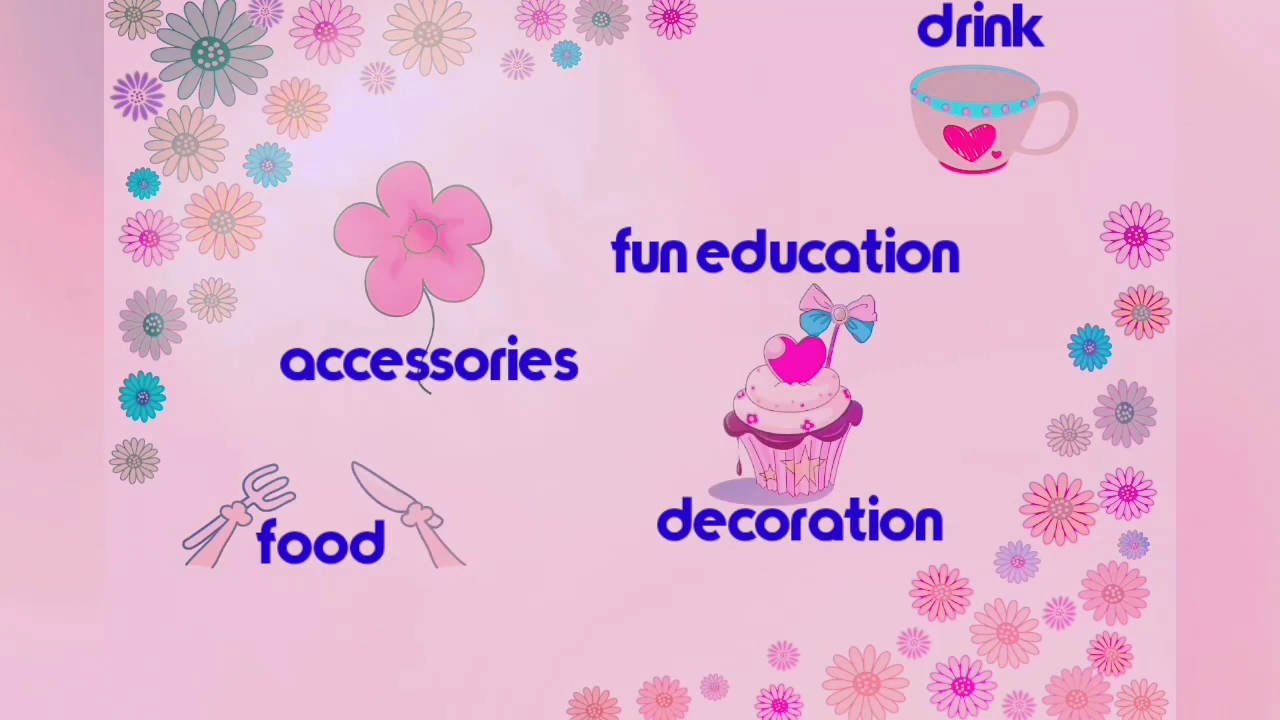 drink
fun education
accessories
decoration
food